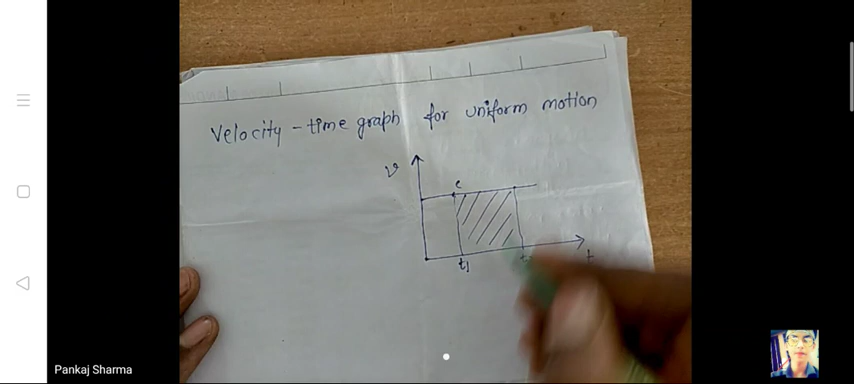 Velocity - time graph for uniform motion
v
c
t1
t
Pankaj Sharma